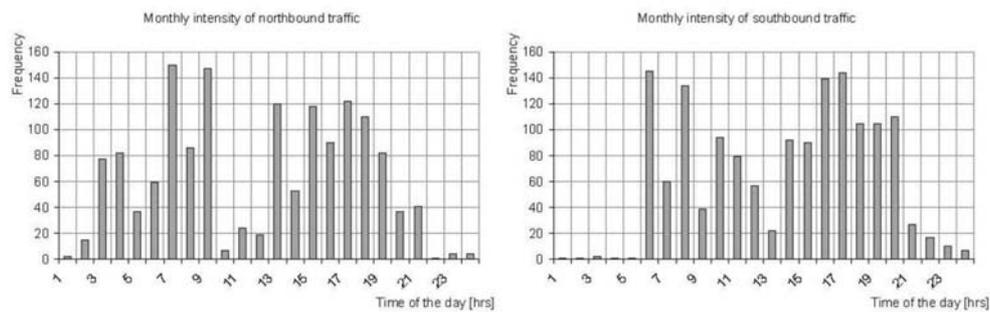 Monthly intensity of northbound traffic
Frequency
160
140
120
100
80
60
40
20
0
1 3 5 7 9 11 13 15 17 19 21 23
Time of the day [hrs]
Monthly intensity of southbound traffic
Frequency
160
140
120
100
80
60
40
20
0
1 3 5 7 9 11 13 15 17 19 21 23
Time of the day [hrs]